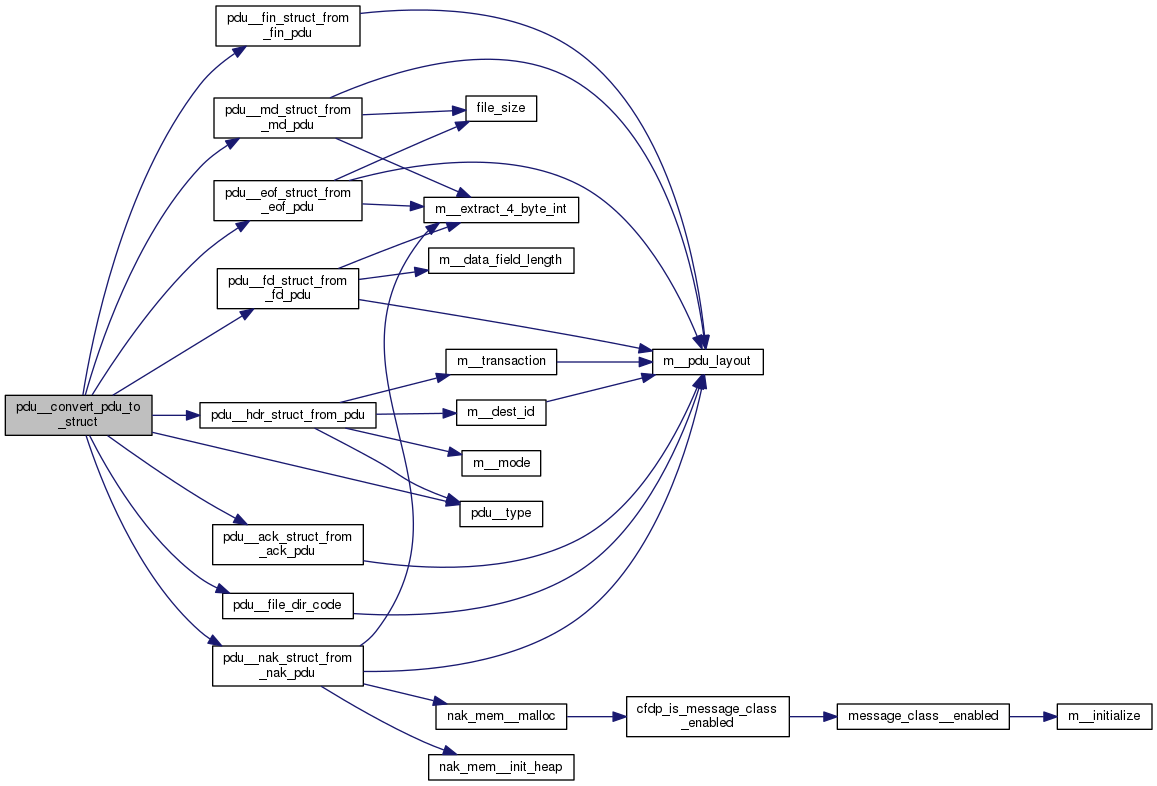 pdu__fin_struct_from
_fin_pdu
pdu__md_struct_from
_md_pdu
file_size
pdu__eof_struct_from
_eof_pdu
m__extract_4_byte_int
m__data_field_length
pdu__fd_struct_from
_fd_pdu
m__transaction
m__pdu_layout
pdu__convert_pdu_to
_struct
pdu__hdr_struct_from_pdu
m__dest_id
m__mode
pdu__type
pdu__ack_struct_from
_ack_pdu
pdu__file_dir_code
pdu__nak_struct_from
_nak_pdu
nak_mem__malloc
cfdp_is_message_class
_enabled
message_class__enabled
m__initialize
nak_mem__init_heap